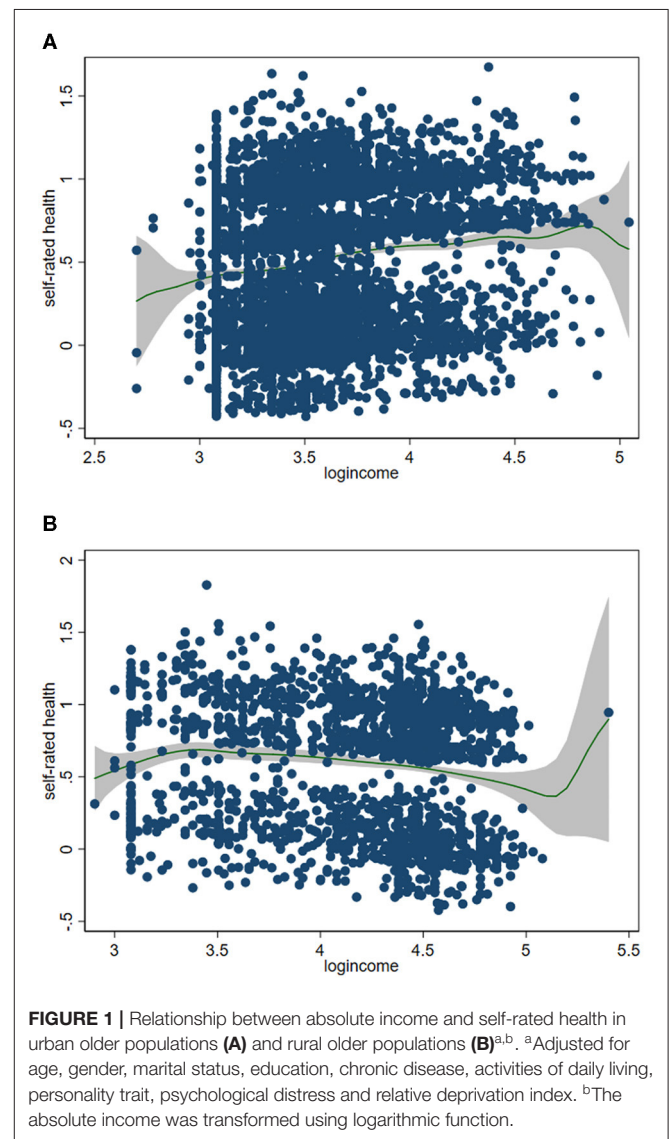 A
1.5
1
.5
0
-.5
self-rated health
2.5 3 3.5 4 4.5 5
logincome
B
2
1.5
1
.5
0
-.5
self-rated health
3 3.5 4 4.5 5 5.5
logincome
FIGURE 1 | Relationship between absolute income and self-rated health in
urban older populations (A) and rural older populations (B)a,b. aAdjusted for
age, gender, marital status, education, chronic disease, activities of daily living,
personality trait, psychological distress and relative deprivation index. bThe
absolute income was transformed using logarithmic function.